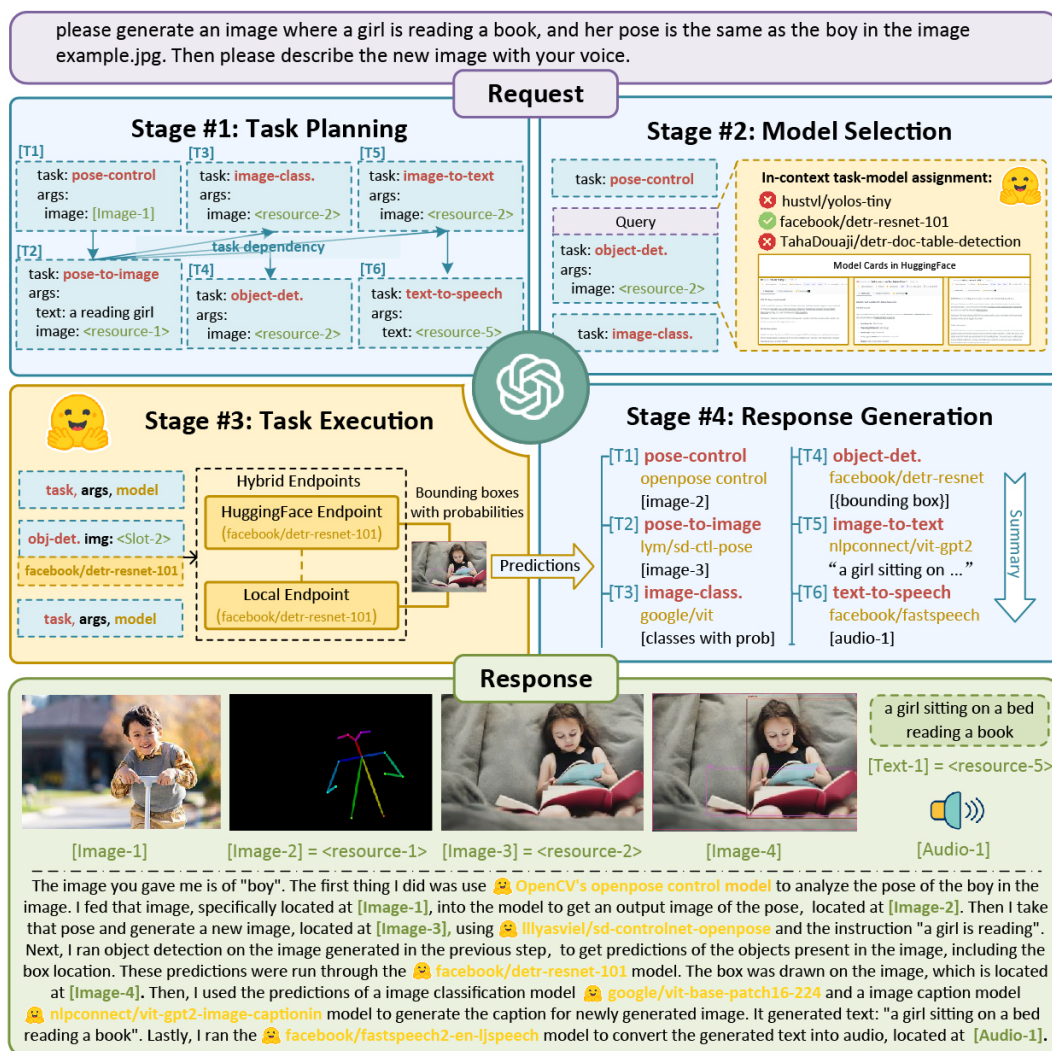 please generate an image where a girl is reading a book, and her pose is the same as the boy in the image
example.jpg. Then please describe the new image with your voice.
Request
Stage #1: Task Planning
[T1]
task: pose-control
args:
image: [Image-1]
[T3]
task: image-class.
args:
image: <resource-2>
[T5]
task: image-to-text
args:
image: <resource-2>
task dependency
[T2]
task: pose-to-image
args:
text: a reading girl
image: <resource-1>
[T4]
task: object-det.
args:
image: <resource-2>
[T6]
task: text-to-speech
args:
text: <resource-5>
Stage #2: Model Selection
task: pose-control
Query
task: object-det.
args:
image: <resource-2>
task: image-class.
In-context task-model assignment:
hustvl/yolos-tiny
facebook/detr-resnet-101
TahaDouaji/detr-doc-table-detection
Model Cards in HuggingFace
Stage #3: Task Execution
task, args, model
obj-det. img: <Slot-2>
facebook/detr-resnet-101
task, args, model
Hybrid Endpoints
HuggingFace Endpoint
(facebook/detr-resnet-101)
Local Endpoint
(facebook/detr-resnet-101)
Bounding boxes
with probabilities
Predictions
Stage #4: Response Generation
[T1] pose-control
openpose control
[image-2]
[T2] pose-to-image
lym/sd-ctl-pose
[image-3]
[T3] image-class.
google/vit
[classes with prob]
[T4] object-det.
facebook/detr-resnet
[{bounding box}]
[T5] image-to-text
nlpconnect/vit-gpt2
“a girl sitting on ...”
[T6] text-to-speech
facebook/fastspeech
[audio-1]
Summary
Response
[Image-1]
[Image-2] = <resource-1>
[Image-3] = <resource-2>
[Image-4]
a girl sitting on a bed
reading a book
[Text-1] = <resource-5>
[Audio-1]
The image you gave me is of "boy". The first thing I did was use OpenCV's openpose control model to analyze the pose of the boy in the
image. I fed that image, specifically located at [Image-1], into the model to get an output image of the pose, located at [Image-2]. Then I take
that pose and generate a new image, located at [Image-3], using lllyasviel/sd-controlnet-openpose and the instruction "a girl is reading".
Next, I ran object detection on the image generated in the previous step, to get predictions of the objects present in the image, including the
box location. These predictions were run through the facebook/detr-resnet-101 model. The box was drawn on the image, which is located
at [Image-4]. Then, I used the predictions of a image classification model google/vit-base-patch16-224 and a image caption model
nlpconnect/vit-gpt2-image-captionin model to generate the caption for newly generated image. It generated text: "a girl sitting on a bed
reading a book". Lastly, I ran the facebook/fastspeech2-en-ljspeech model to convert the generated text into audio, located at [Audio-1].